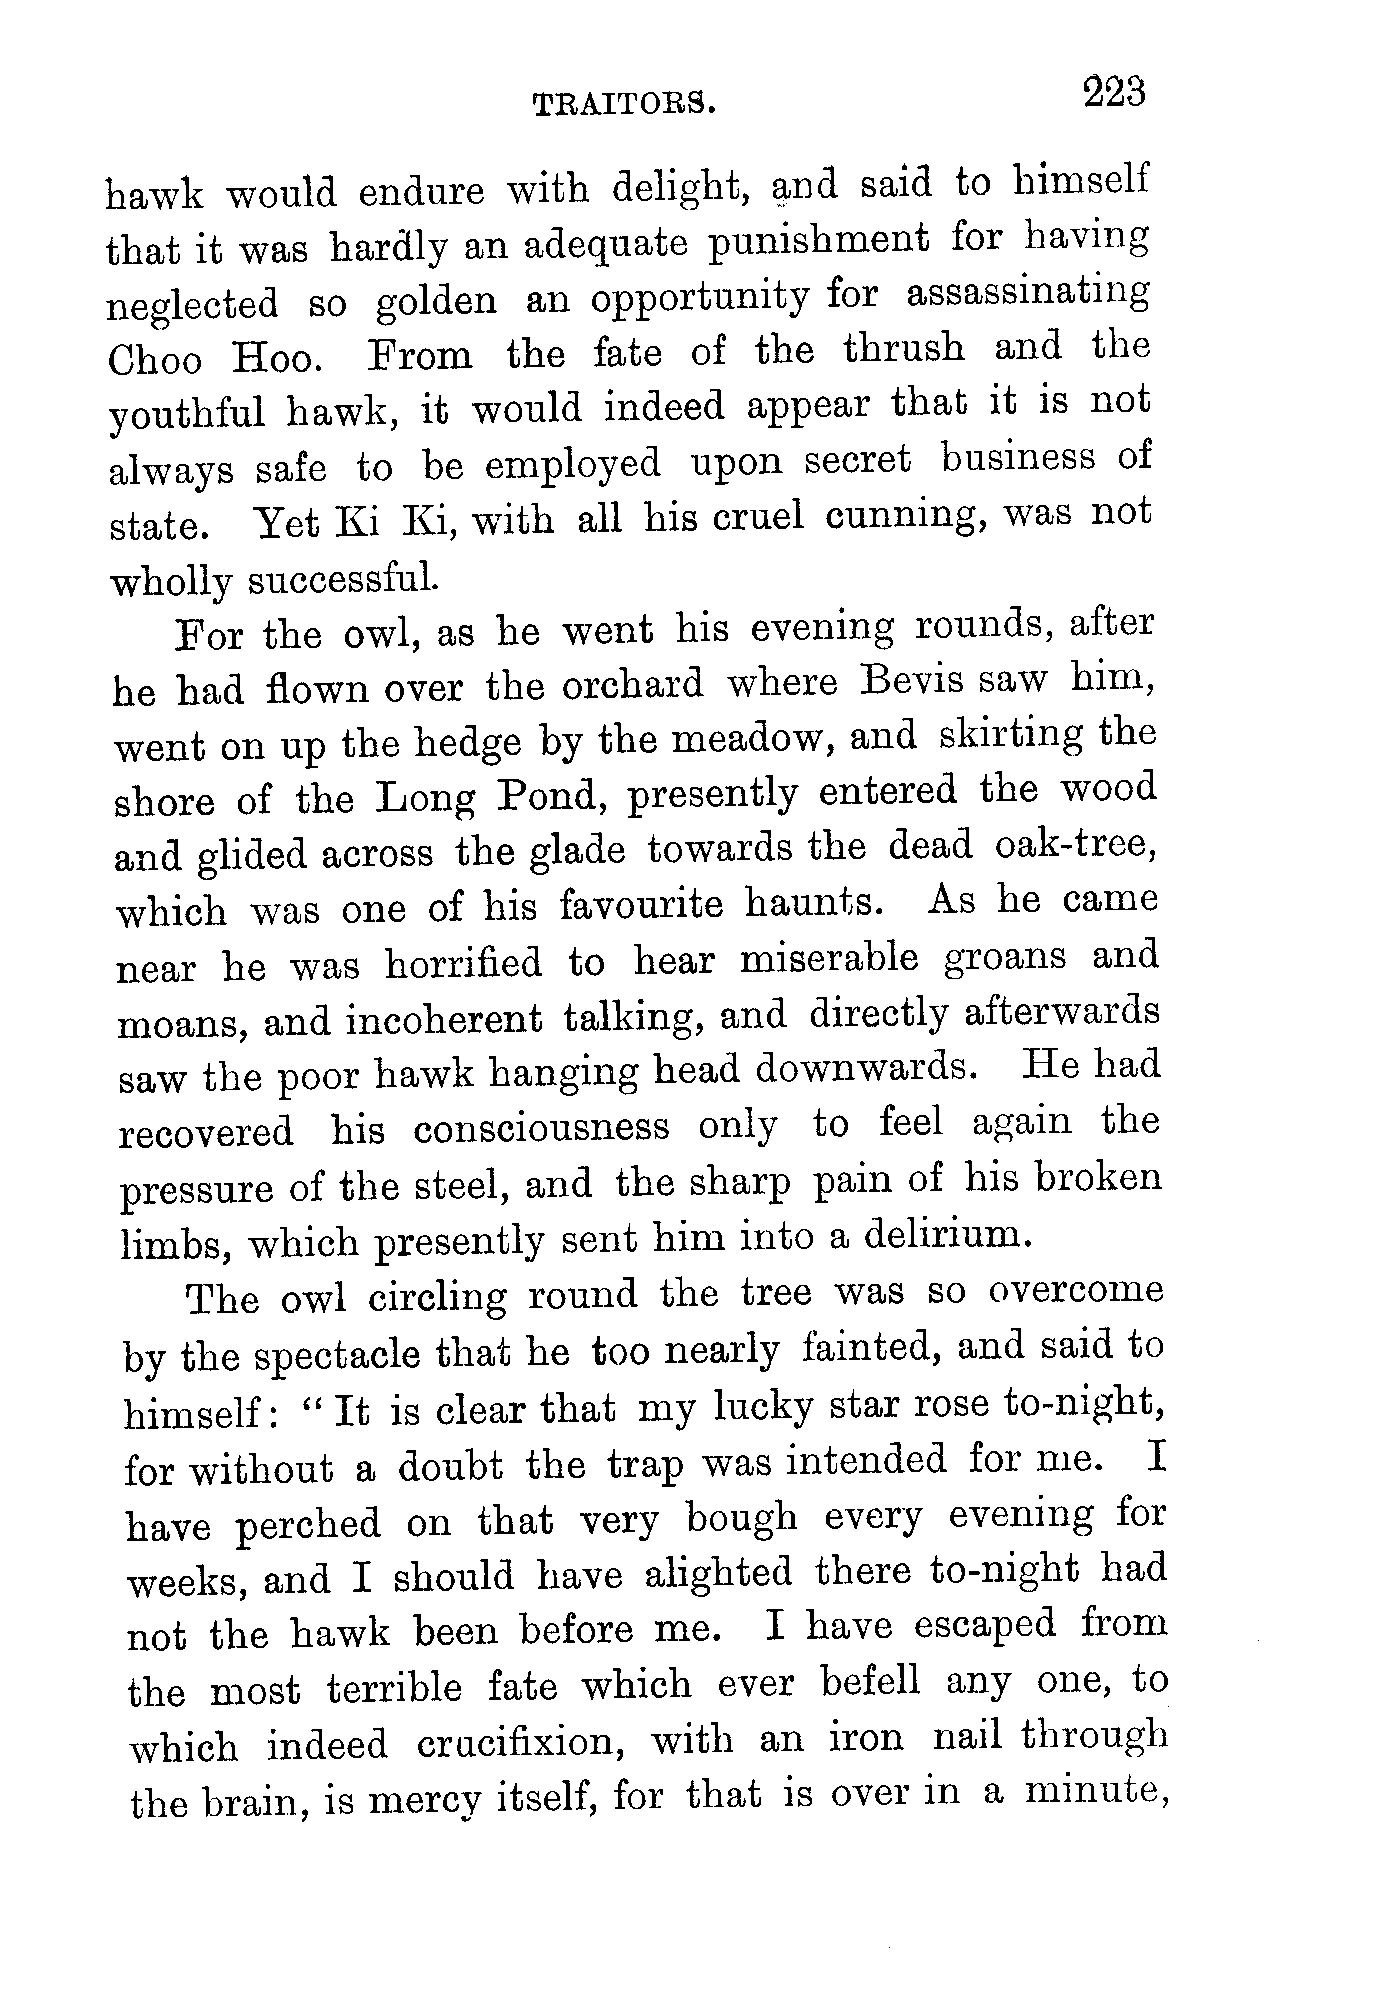 TRAITORS. 223
hawk would endure with delight, and said to himself
that it was hardly an adequate punishment for having
neglected so golden an opportunity for assassinating
Choo Hoo. From the fate of the thrush and the
youthful hawk, it would indeed appear that it is not
always safe to be employed upon secret business of
state. Yet Ki Ki, with all his cruel cunning, was not
wholly successful.
For the owl, as he went his evening rounds, after
he had flown over the orchard where Bevis saw him,
went on up the hedge by the meadow, and skirting the
shore of the Long Pond, presently entered the wood
and glided across the glade towards the dead oak-tree,
which was one of his favourite haunts. As he came
near he was horrified to hear miserable groans and
moans, and incoherent talking, and directly afterwards
saw the poor hawk hanging head downwards. He had
recovered his consciousness only to feel again the
pressure of the steel, and the sharp pain of his broken
limbs, which presently sent him into a delirium.
The owl circling round the tree was so overcome
by the spectacle that he too nearly fainted, and said to
himself: " It is clear that my lucky star rose to-night,
for without a doubt the trap was intended for me. I
have perched on that very bough every evening for
weeks, and I should have alighted there to-night had
not the hawk been before me. I have escaped from
the most terrible fate which ever befell any one, to
which indeed crucifixion, with an iron nail through
the brain, is mercy itself, for that is over in a minute,